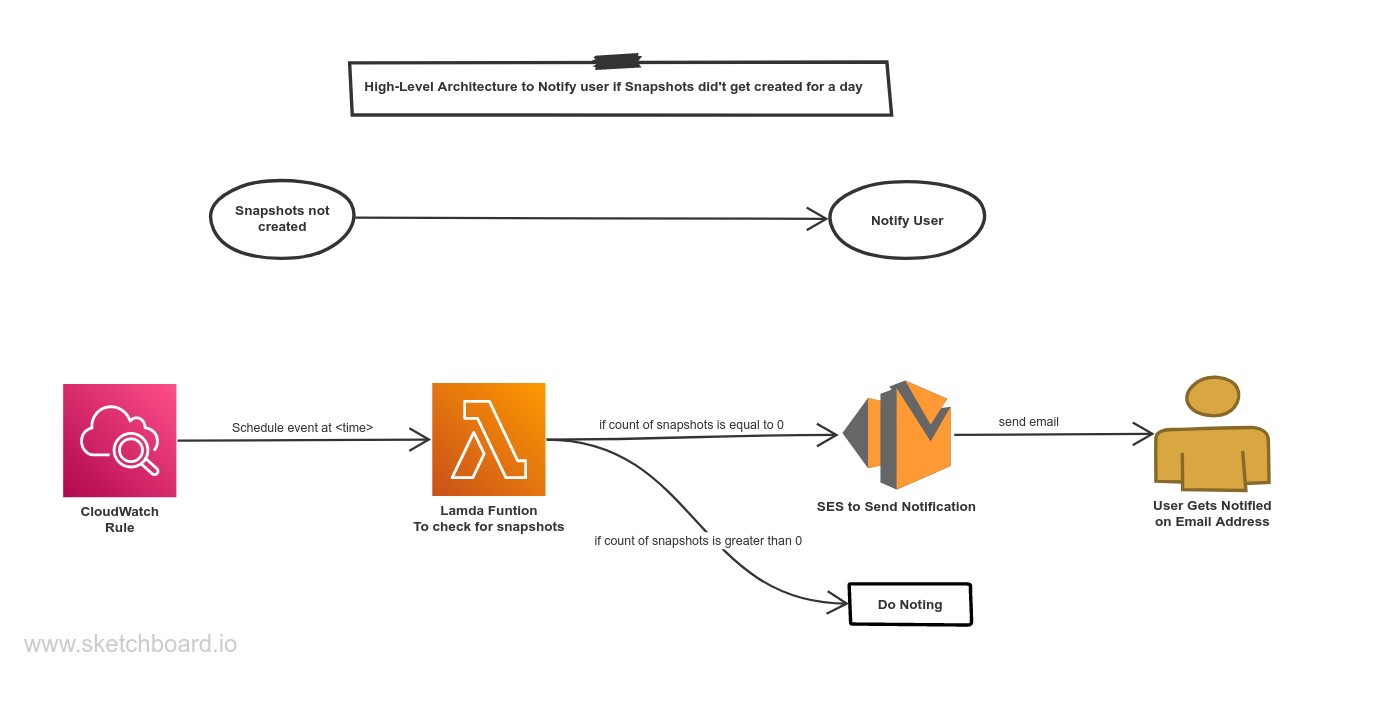 High-Level Architecture to Notify user if Snapshots did't get created for a day
Snapshots not
created
Notify User
Schedule event at <time>
if count of snapshots is equal to 0
send email
CloudWatch
Rule
Lamda Funtion
To check for snapshots
SES to Send Notification
User Gets Notified
on Email Address
if count of snapshots is greater than 0
Do Noting
www.sketchboard.io